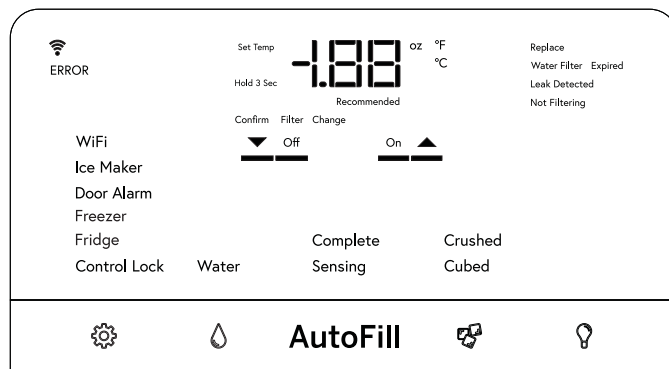 ERROR
Set Temp
Hold 3 Sec
-1.88 oz °F
°C
Recommended
Replace
Water Filter Expired
Leak Detected
Not Filtering
Confirm Filter Change
Off On
WiFi
Ice Maker
Door Alarm
Freezer
Fridge
Control Lock
Water
Complete
Sensing
Crushed
Cubed
AutoFill